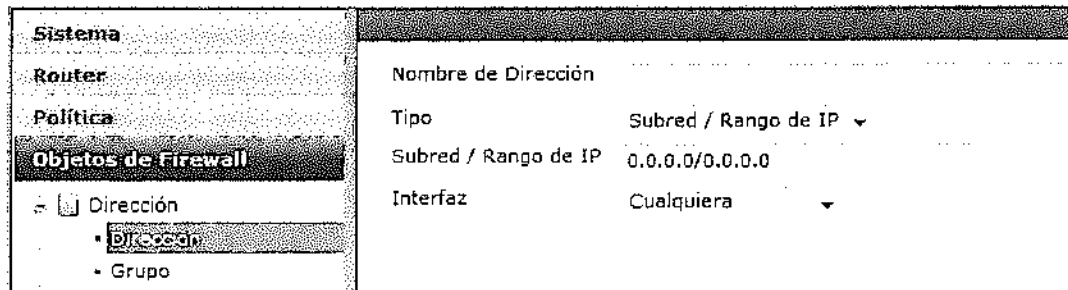 Sistema
Router
Política
Objetos de Firewall
Dirección
Dirección
Grupo
Nombre de Dirección
Tipo Subred / Rango de IP
Subred / Rango de IP 0.0.0.0/0.0.0.0
Interfaz Cualquiera